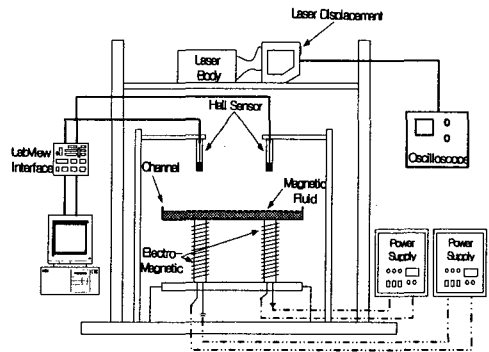 Laser Displacement
Laser
Body
Hall Sensor
LabView
Interface
Oscilloscope
Channel
Magnetic
Fluid
Electro-
Magnetic
Power
Supply
Power
Supply